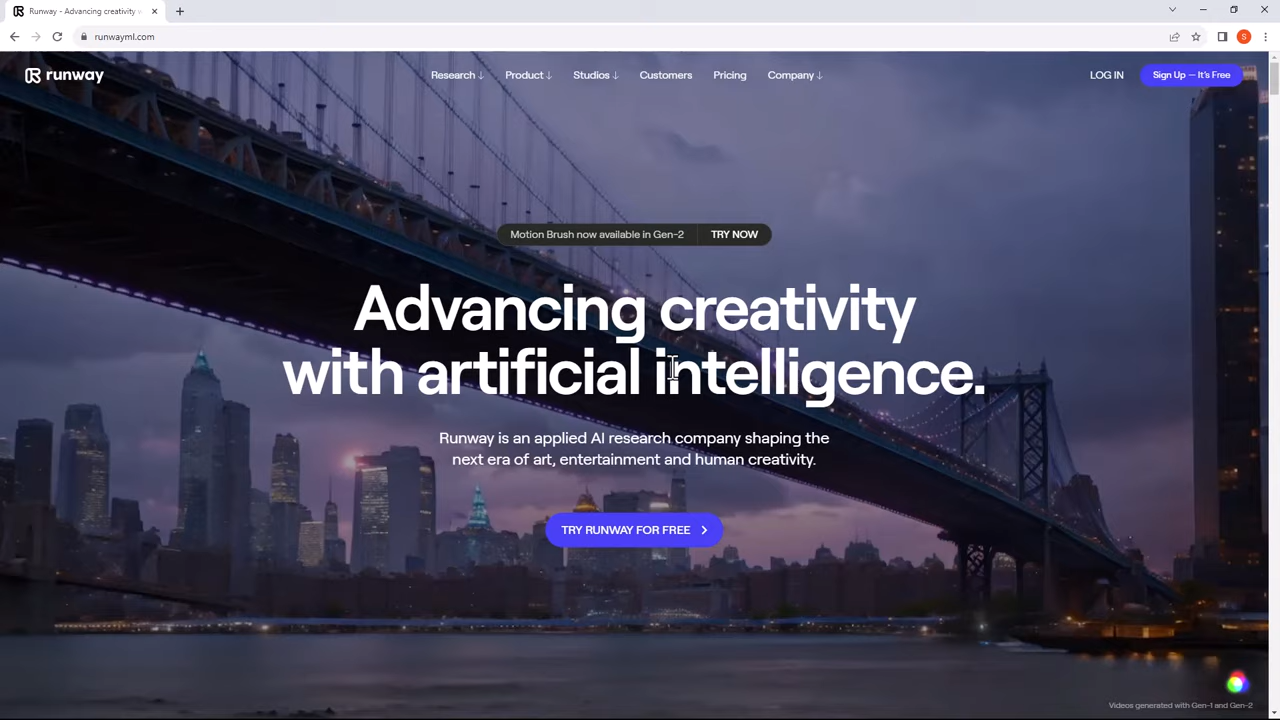 Runway - Advancing creativity w
runwayml.com
S
runway
Research ↓ Product ↓ Studios ↓ Customers Pricing Company ↓
LOG IN
Sign Up — It's Free
Motion Brush now available in Gen-2 TRY NOW
Advancing creativity
with artificial intelligence.
Runway is an applied AI research company shaping the
next era of art, entertainment and human creativity.
TRY RUNWAY FOR FREE >
Videos generated with Gen-1 and Gen-2